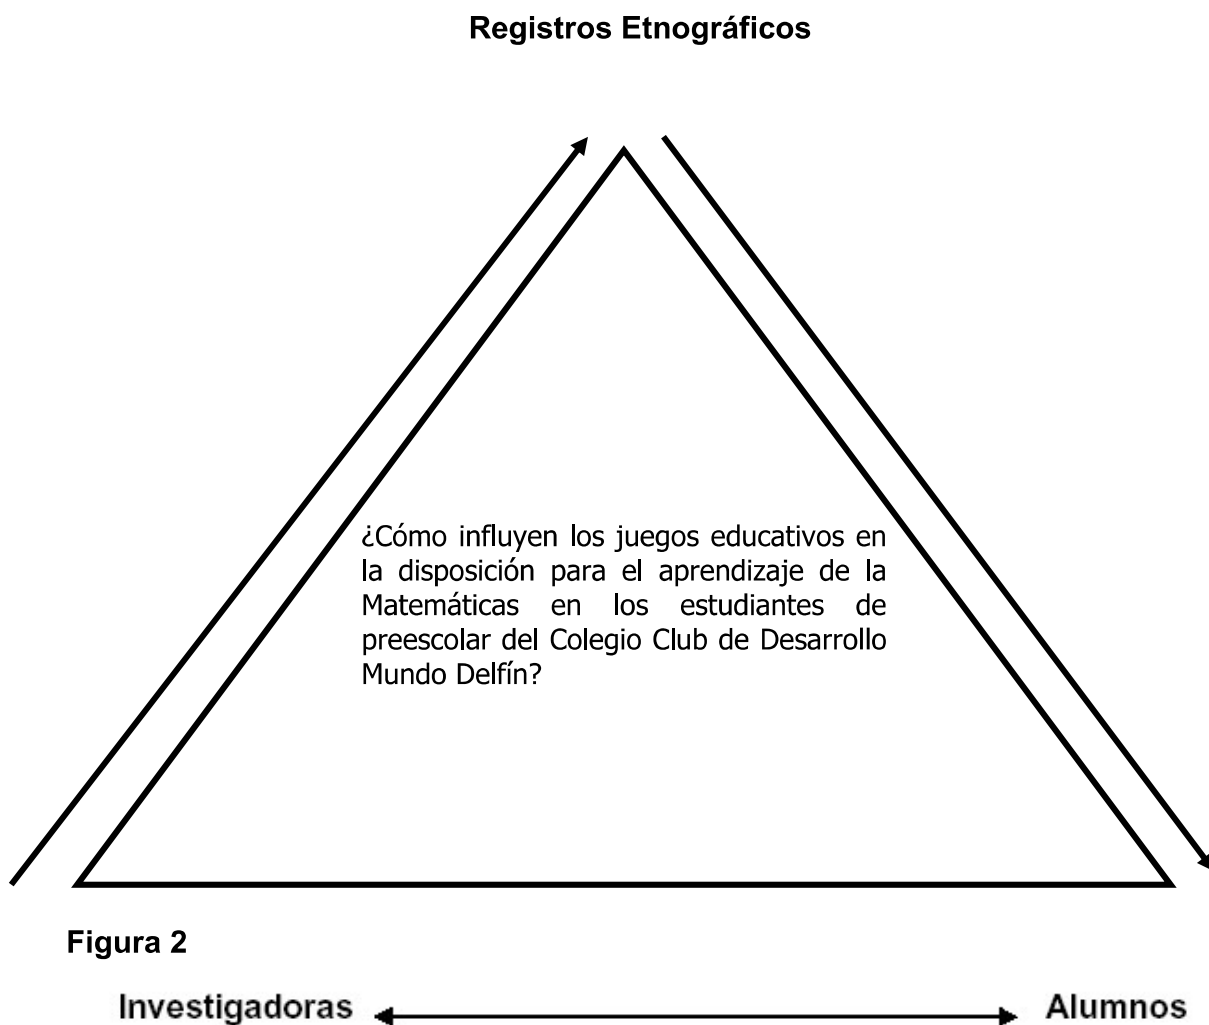 Registros Etnográficos
¿Cómo influyen los juegos educativos en
la disposición para el aprendizaje de la
Matemáticas en los estudiantes de
preescolar del Colegio Club de Desarrollo
Mundo Delfín?
Figura 2
Investigadoras Alumnos